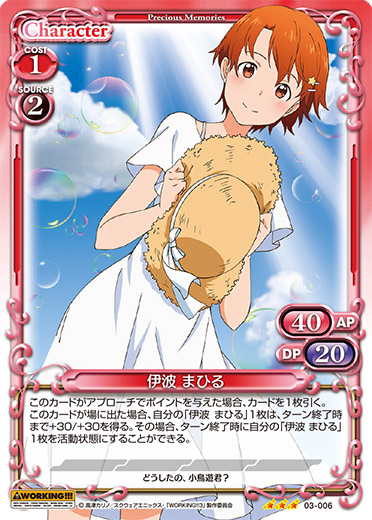 Precious Memories
Character
COST
1
SOURCE
2
40 AP
DP 20
伊波 まひる
このカードがアプローチでポイントを与えた場合、カードを1枚引く。
このカードが場に出た場合、自分の「伊波 まひる」1枚は、ターン終了時
まで+30/+30を得る。その場合、ターン終了時に自分の「伊波 まひる」
1枚を活動状態にすることができる。
どうしたの、小鳥遊君?
WORKING!!!
© 高津カリノ/スクウェアエニックス・「WORKING!!!3」製作委員会
03-006